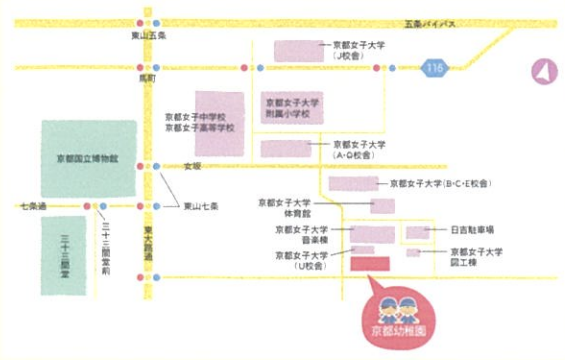 五条バイパス
東山五条
京都女子大学
(J校舎)
116
馬町
京都女子中学校
京都女子高等学校
京都女子大学
附属小学校
京都女子大学
(A・Q校舎)
京都国立博物館
女坂
京都女子大学(B・C・E校舎)
七条通
東山七条
京都女子大学
体育館
三十三間堂
三十三間堂前
東大路通
京都女子大学
音楽棟
日吉駐車場
京都女子大学
(U校舎)
京都女子大学
図工棟
京都幼稚園